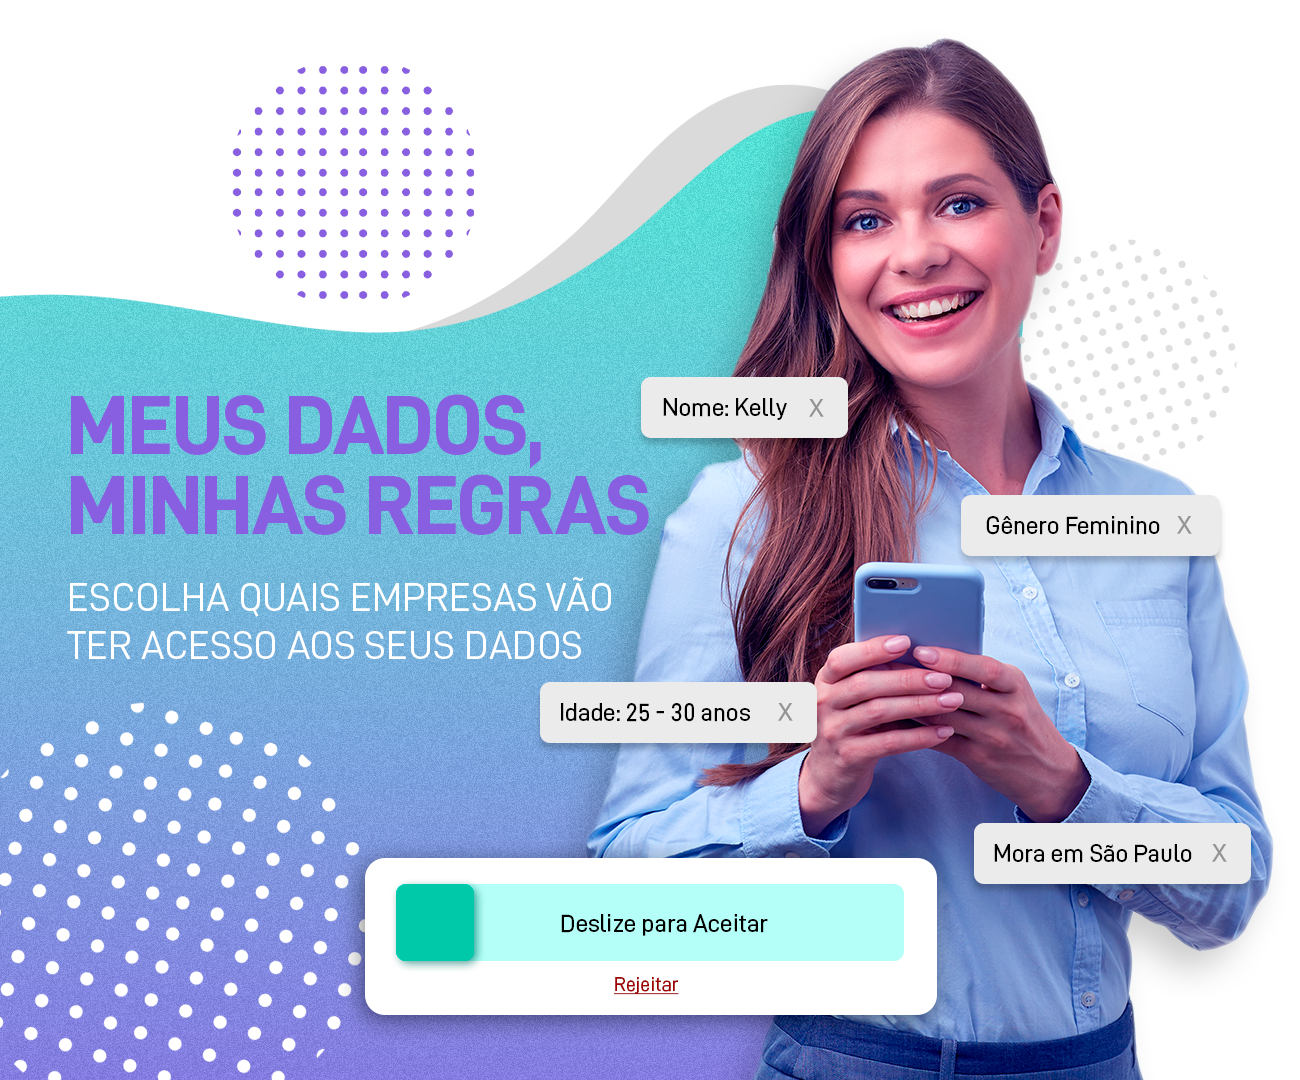 MEUS DADOS,
MINHAS REGRAS
ESCOLHA QUAIS EMPRESAS VÃO
TER ACESSO AOS SEUS DADOS
Nome: Kelly X
Gênero Feminino X
Idade: 25 - 30 anos X
Mora em São Paulo X
Deslize para Aceitar
Rejeitar